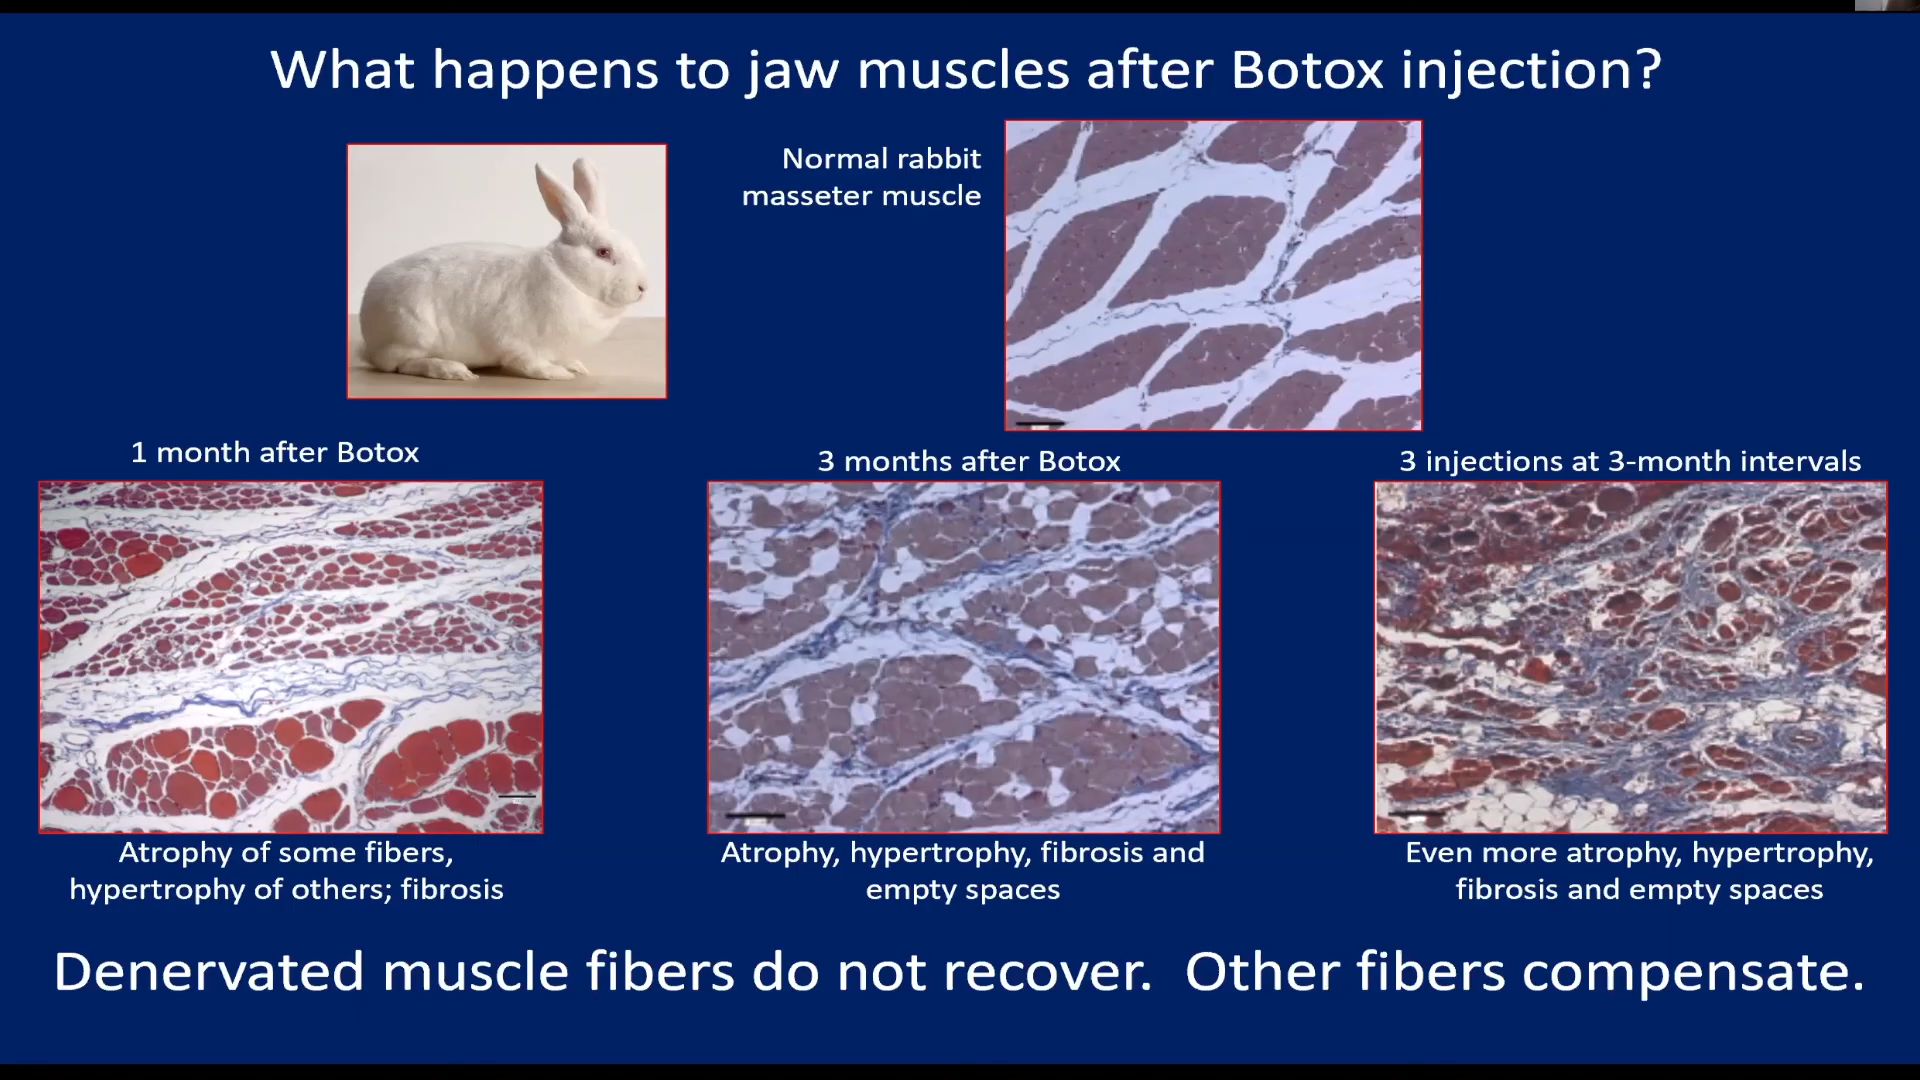 What happens to jaw muscles after Botox injection?
Normal rabbit
masseter muscle
1 month after Botox
3 months after Botox
3 injections at 3-month intervals
Atrophy of some fibers,
hypertrophy of others; fibrosis
Atrophy, hypertrophy, fibrosis and
empty spaces
Even more atrophy, hypertrophy,
fibrosis and empty spaces
Denervated muscle fibers do not recover.  Other fibers compensate.